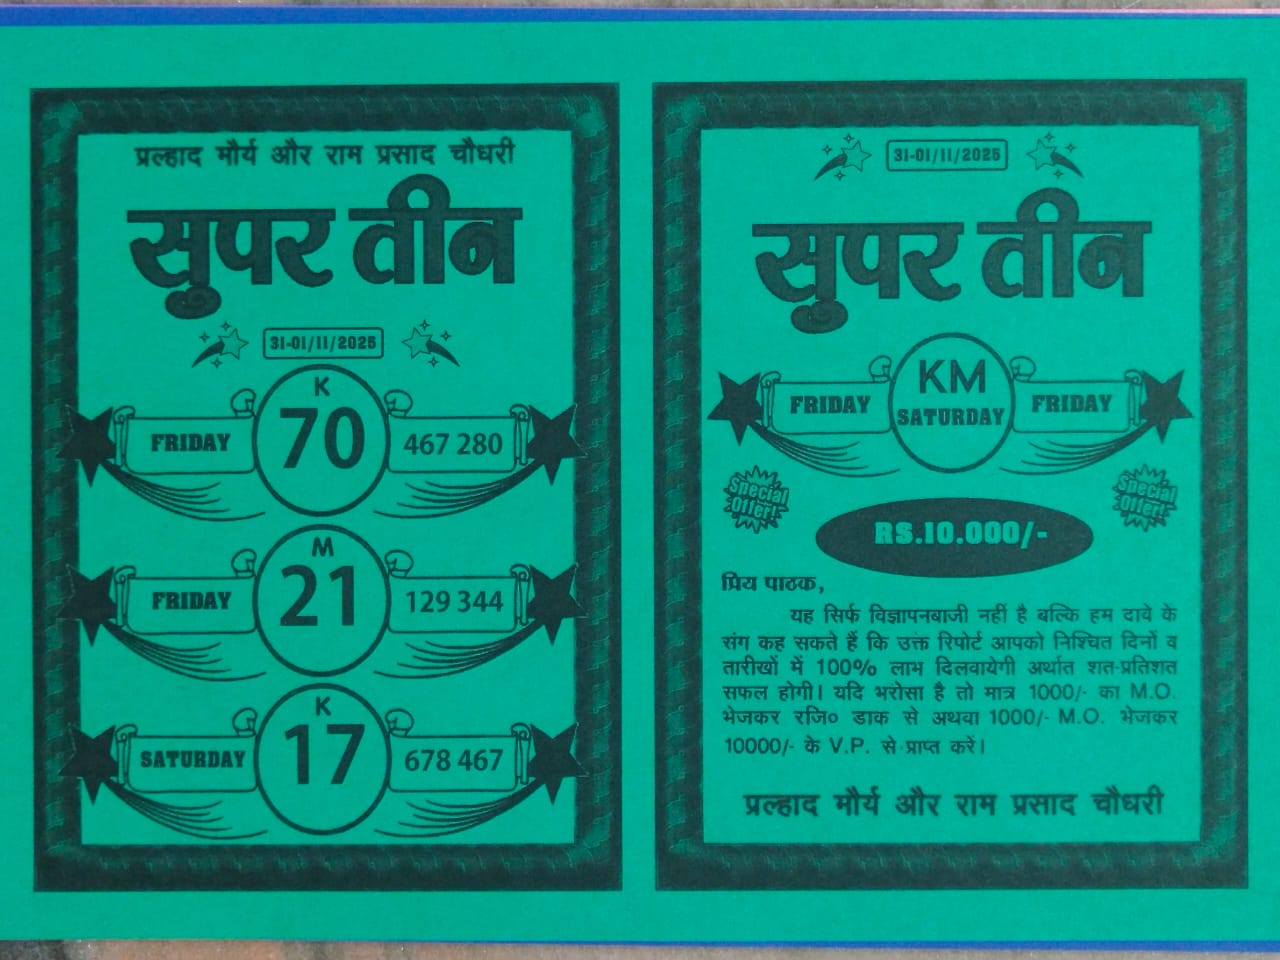 प्रल्हाद मौर्य और राम प्रसाद चौधरी
सुपर तीन
31-01/11/2025
K
FRIDAY 70 467 280
M
FRIDAY 21 129 344
K
SATURDAY 17 678 467
31-01/11/2025
सुपर तीन
KM
FRIDAY SATURDAY FRIDAY
Special Offer! Special Offer!
RS.10.000/-
प्रिय पाठक,
यह सिर्फ विज्ञापनबाजी नहीं है बल्कि हम दावे के
संग कह सकते हैं कि उक्त रिपोर्ट आपको निश्चित दिनों व
तारीखों में 100% लाभ दिलवायेगी अर्थात शत-प्रतिशत
सफल होगी। यदि भरोसा है तो मात्र 1000/- का M.O.
भेजकर रजि० डाक से अथवा 1000/- M.O. भेजकर
10000/- के V.P. से प्राप्त करें।
प्रल्हाद मौर्य और राम प्रसाद चौधरी